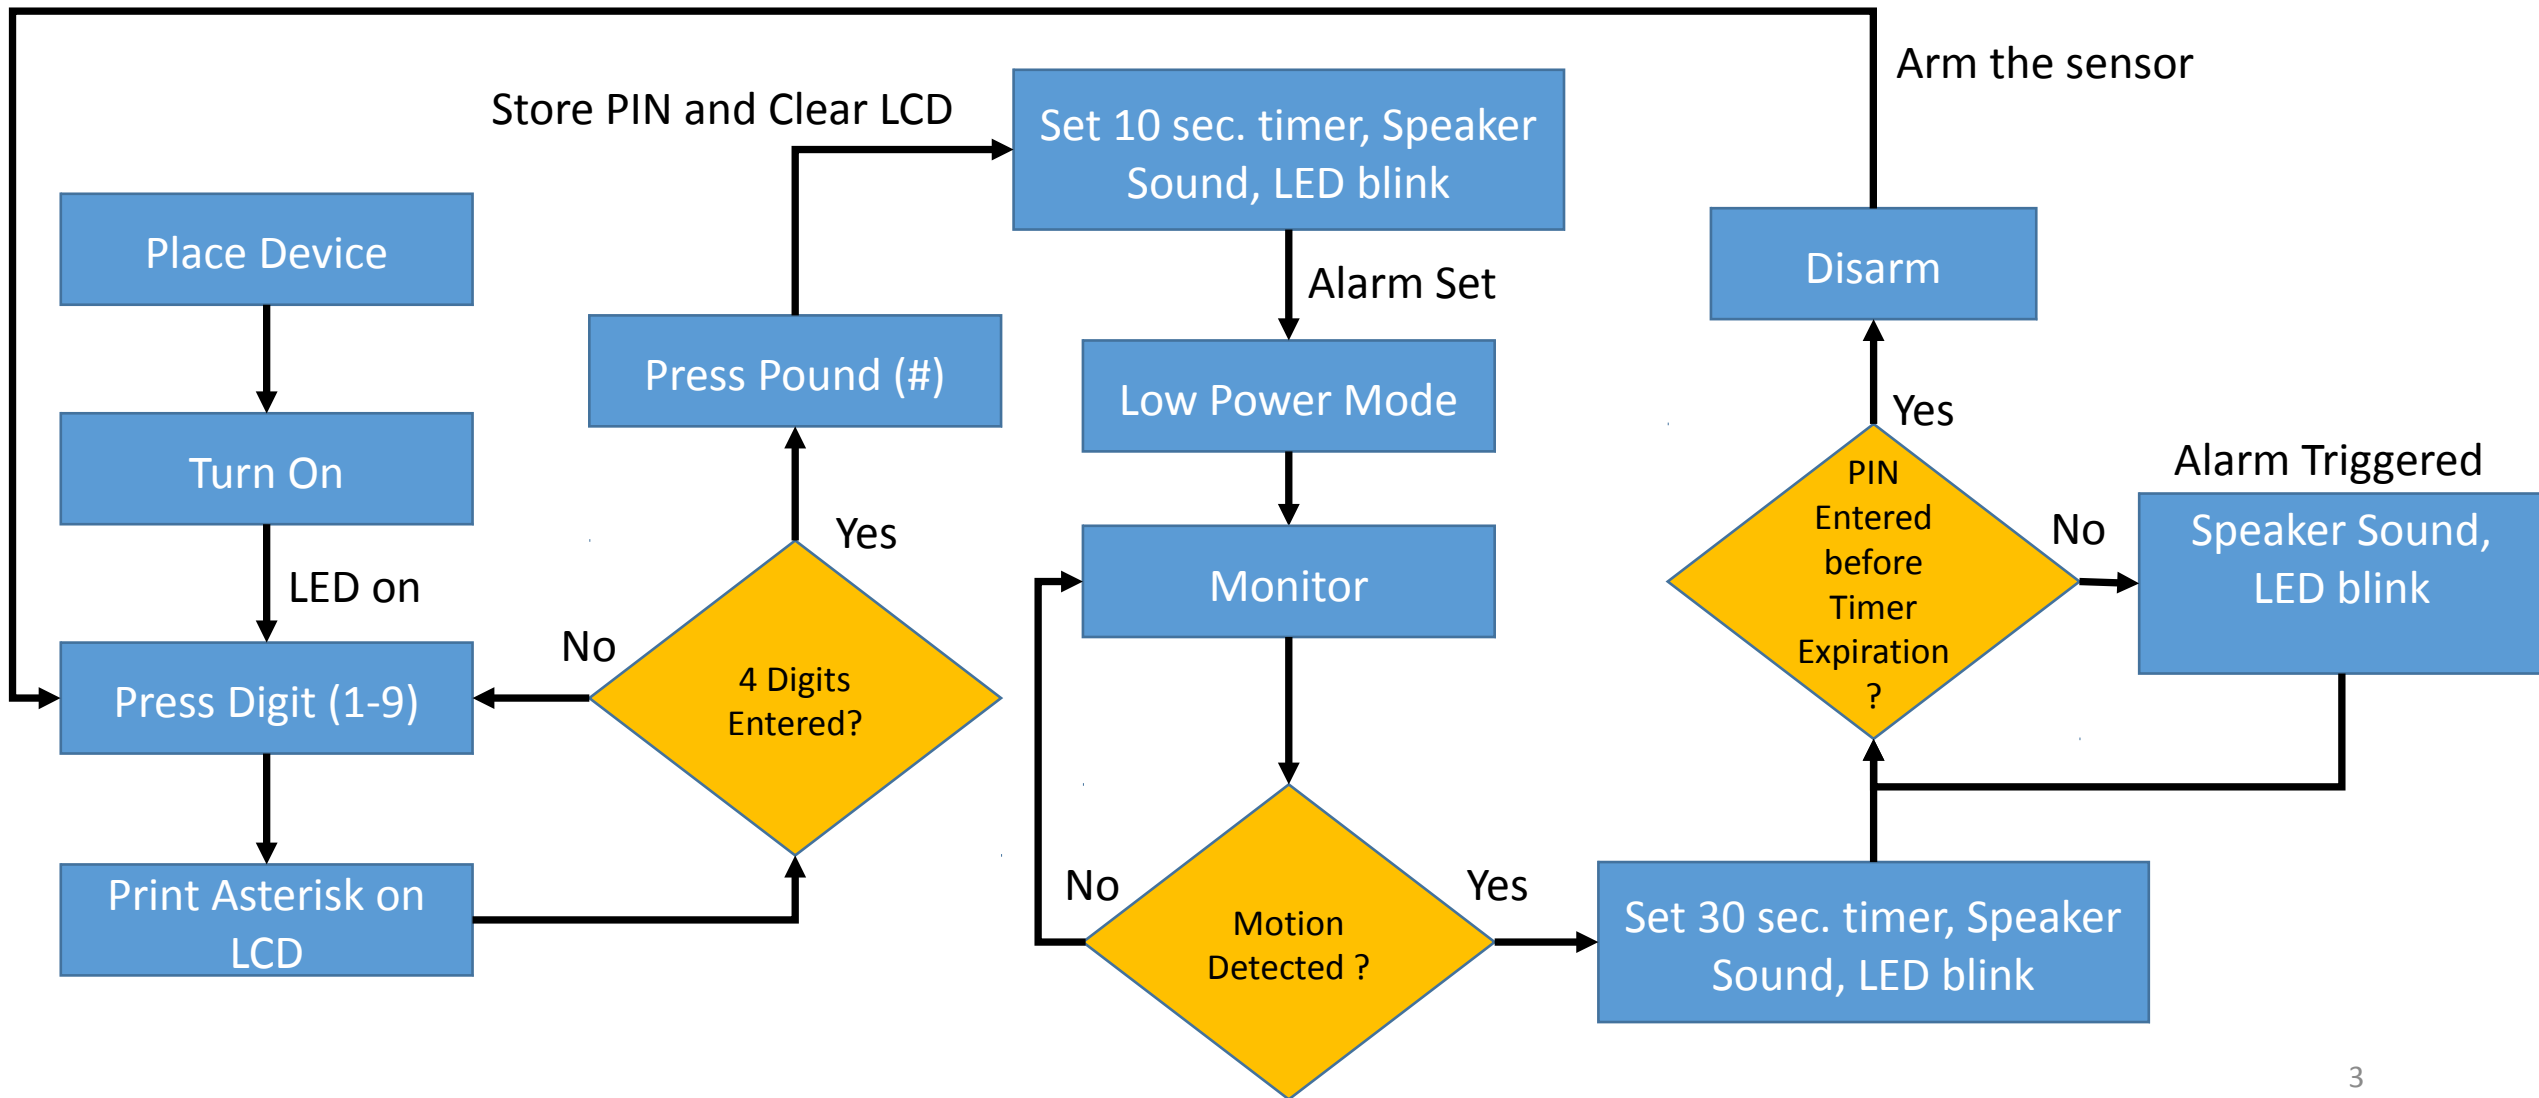 Place Device
Turn On
LED on
Press Digit (1-9)
Print Asterisk on
LCD
No
4 Digits
Entered?
Yes
Press Pound (#)
Store PIN and Clear LCD
Set 10 sec. timer, Speaker
Sound, LED blink
Alarm Set
Low Power Mode
Monitor
No
Motion
Detected ?
Yes
Set 30 sec. timer, Speaker
Sound, LED blink
PIN
Entered
before
Timer
Expiration
?
No
Alarm Triggered
Speaker Sound,
LED blink
Yes
Disarm
Arm the sensor
3